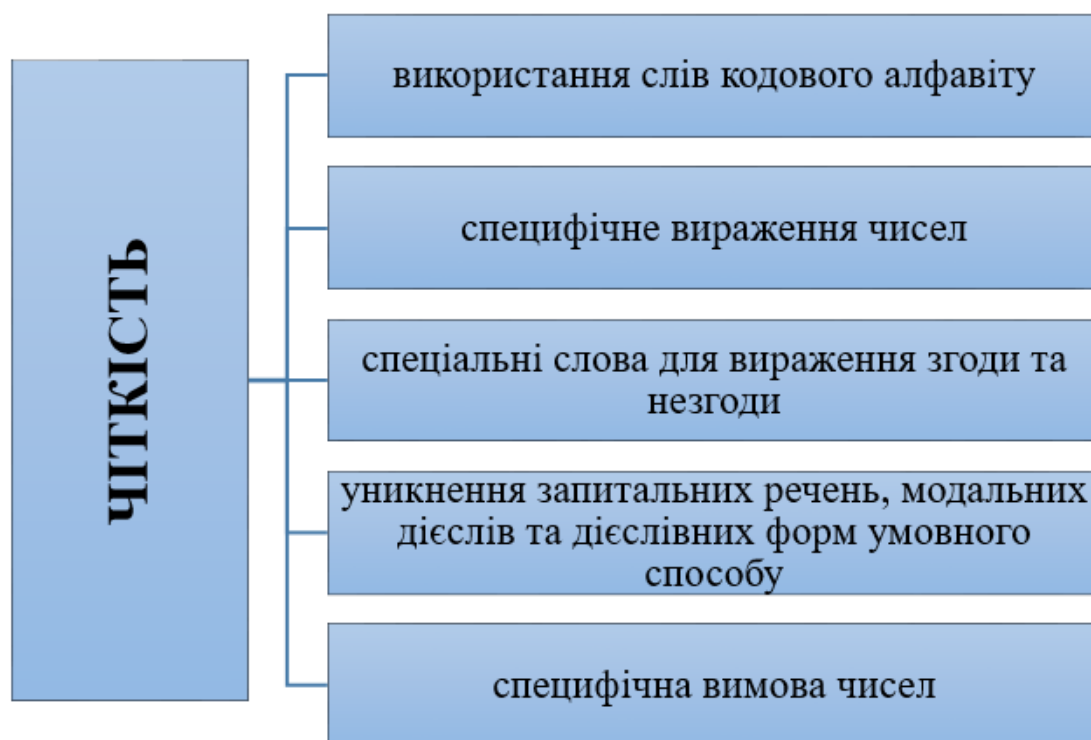 ЧІТКІСТЬ
використання слів кодового алфавіту
специфічне вираження чисел
спеціальні слова для вираження згоди та
незгоди
уникнення запитальних речень, модальних
дієслів та дієслівних форм умовного
способу
специфічна вимова чисел